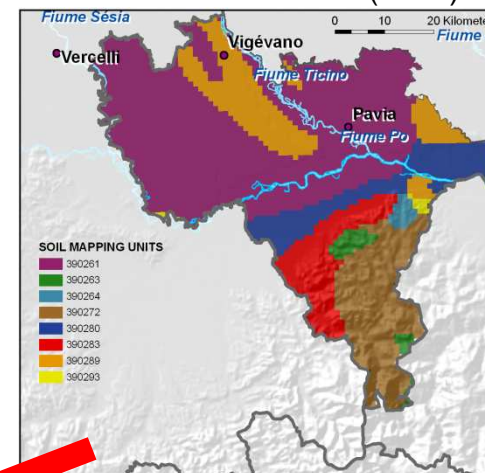 Fiume Sésia
0 10 20 Kilomete
Fiume
Vigévano
Vercelli
Fiume Ticino
Pavia
Fiume Po
SOIL MAPPING UNITS
390261
390263
390264
390272
390280
390283
390289
390293